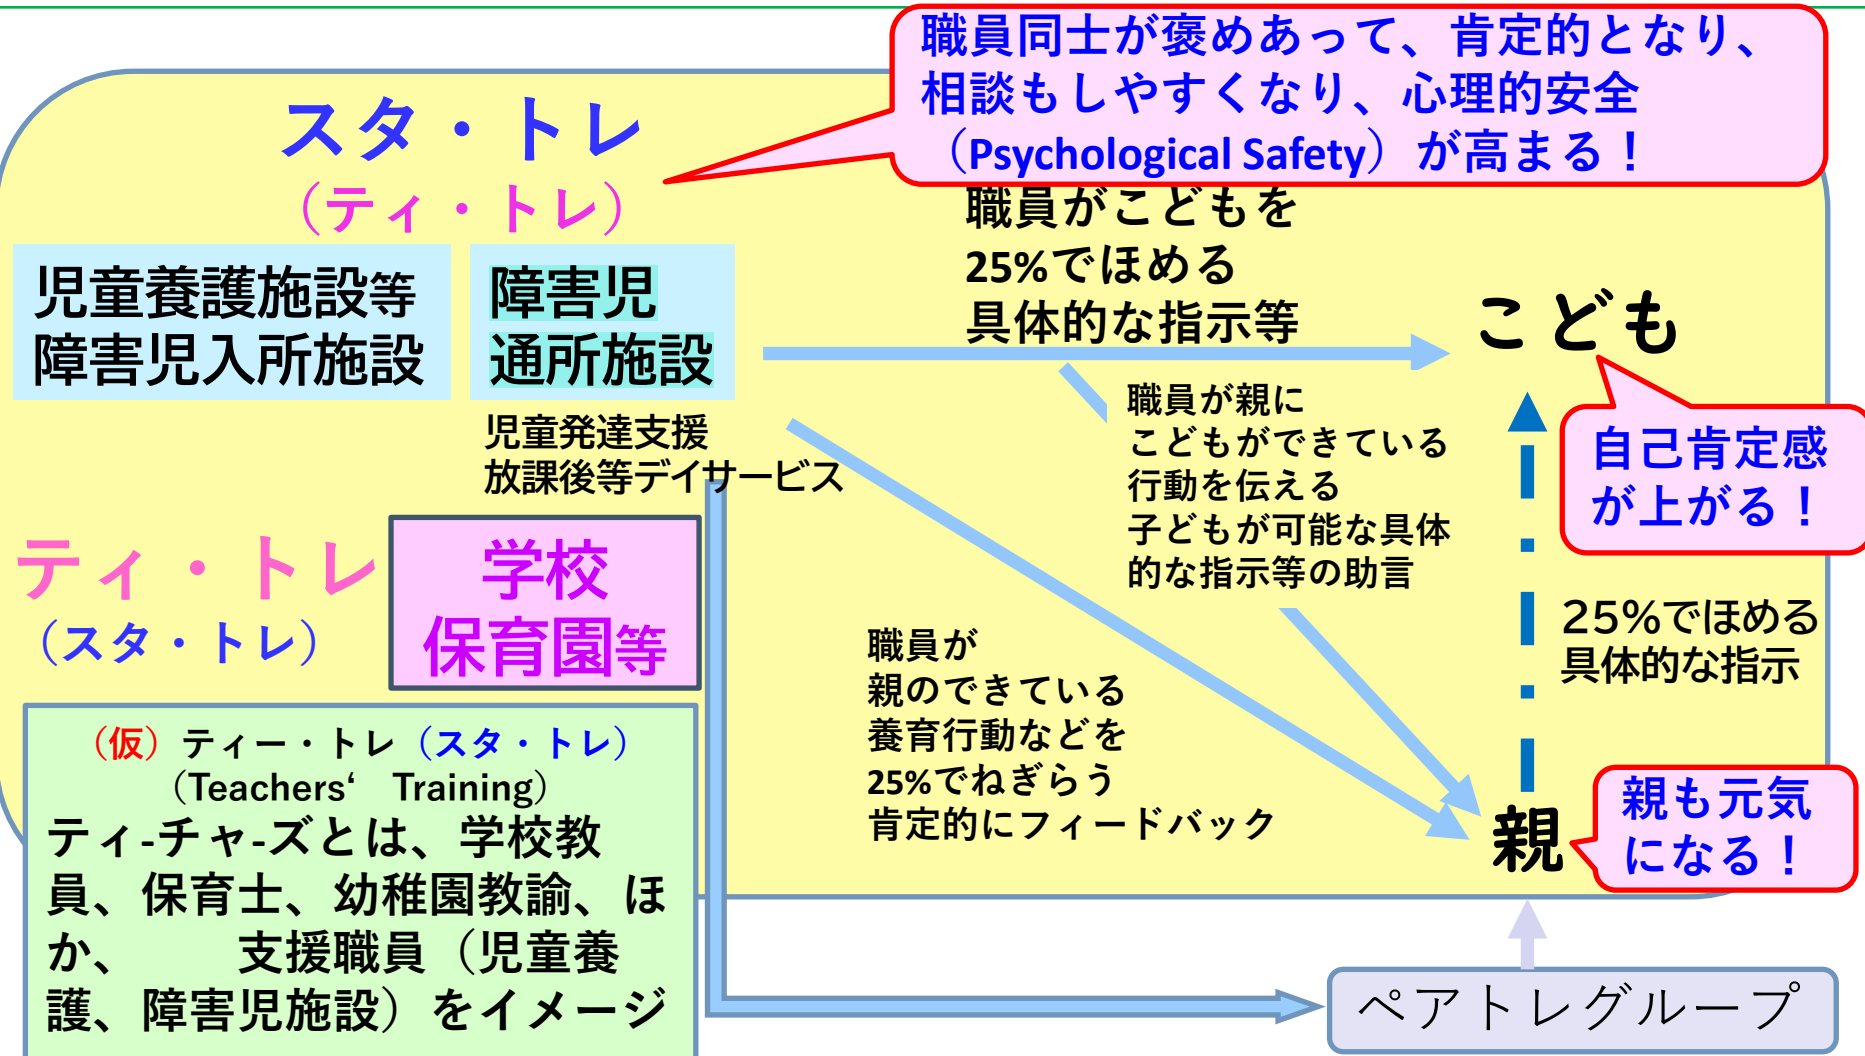 職員同士が褒めあって、肯定的となり、
相談もしやすくなり、心理的安全
（Psychological Safety）が高まる！
スタ・トレ
（ティ・トレ）
児童養護施設等
障害児入所施設
障害児
通所施設
児童発達支援
放課後等デイサービス
職員がこどもを
25%でほめる
具体的な指示等
こども
自己肯定感
が上がる！
職員が親に
こどもができている
行動を伝える
子どもが可能な具体
的な指示等の助言
ティ・トレ
（スタ・トレ）
学校
保育園等
25%でほめる
具体的な指示
職員が
親のできている
養育行動などを
25%でねぎらう
肯定的にフィードバック
親
親も元気
になる！
（仮）ティー・トレ（スタ・トレ）
（Teachers‘　Training）
ティ-チャ-ズとは、学校教
員、保育士、幼稚園教諭、ほ
か、　　支援職員（児童養
護、障害児施設）をイメージ
ペアトレグループ